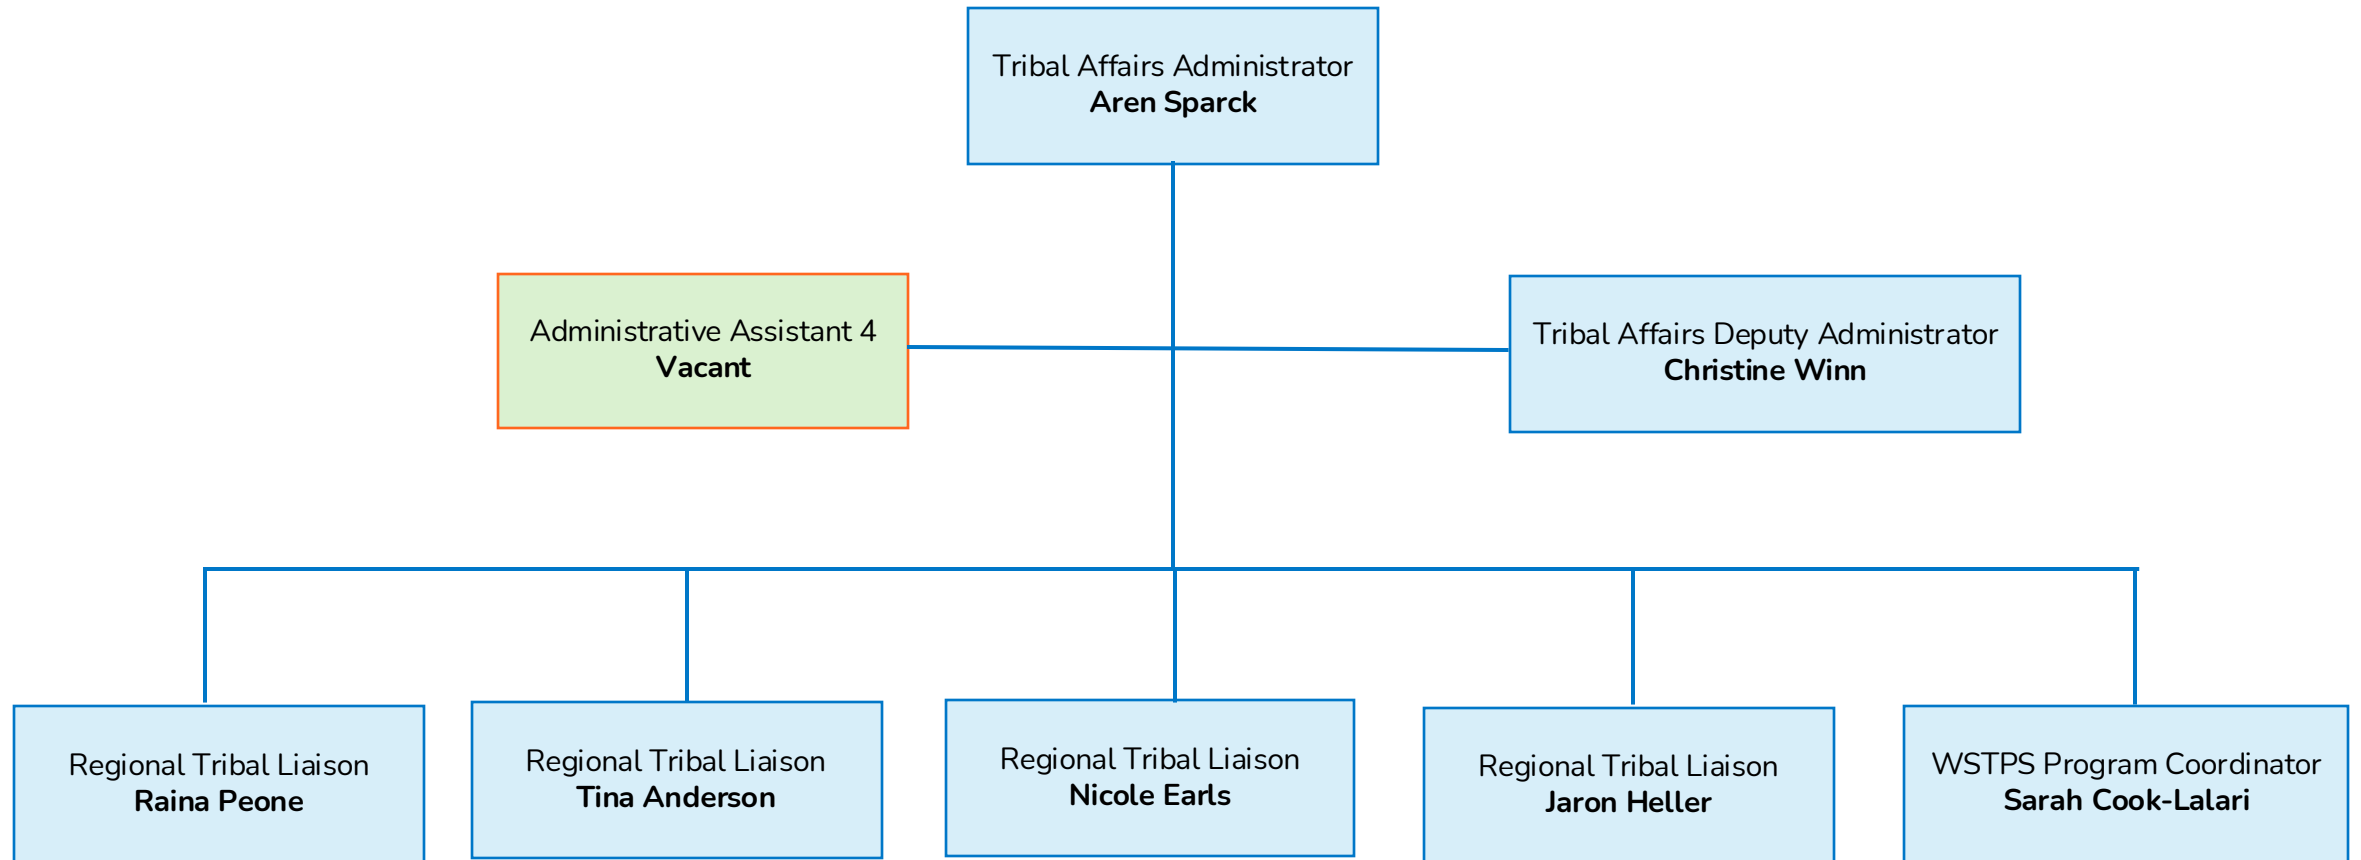 Tribal Affairs Administrator
Aren Sparck
Administrative Assistant 4
Vacant
Tribal Affairs Deputy Administrator
Christine Winn
Regional Tribal Liaison
Raina Peone
Regional Tribal Liaison
Tina Anderson
Regional Tribal Liaison
Nicole Earls
Regional Tribal Liaison
Jaron Heller
WSTPS Program Coordinator
Sarah Cook-Lalari